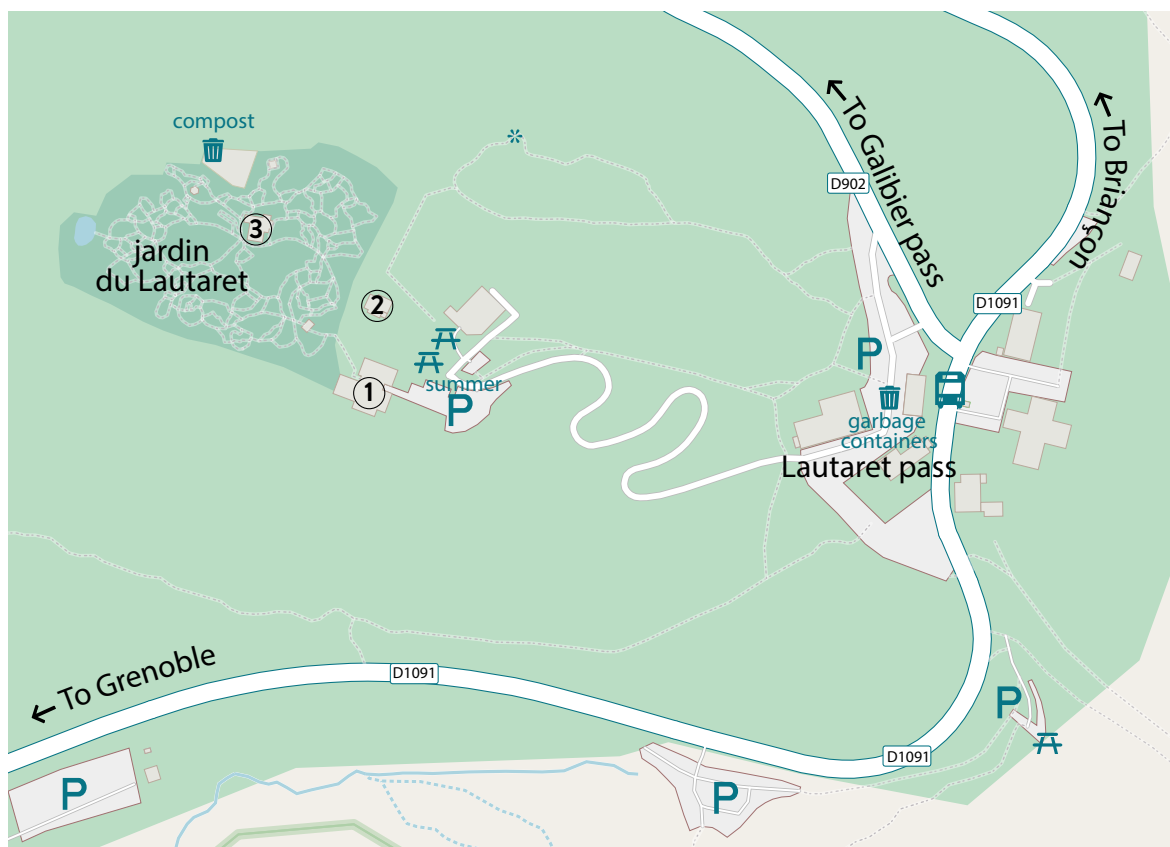 compost
To Galibier pass
To Briançon
D902
3
jardin
du Lautaret
2
D1091
P
summer
1
P
garbage
containers
Lautaret pass
To Grenoble
D1091
P
D1091
P
P